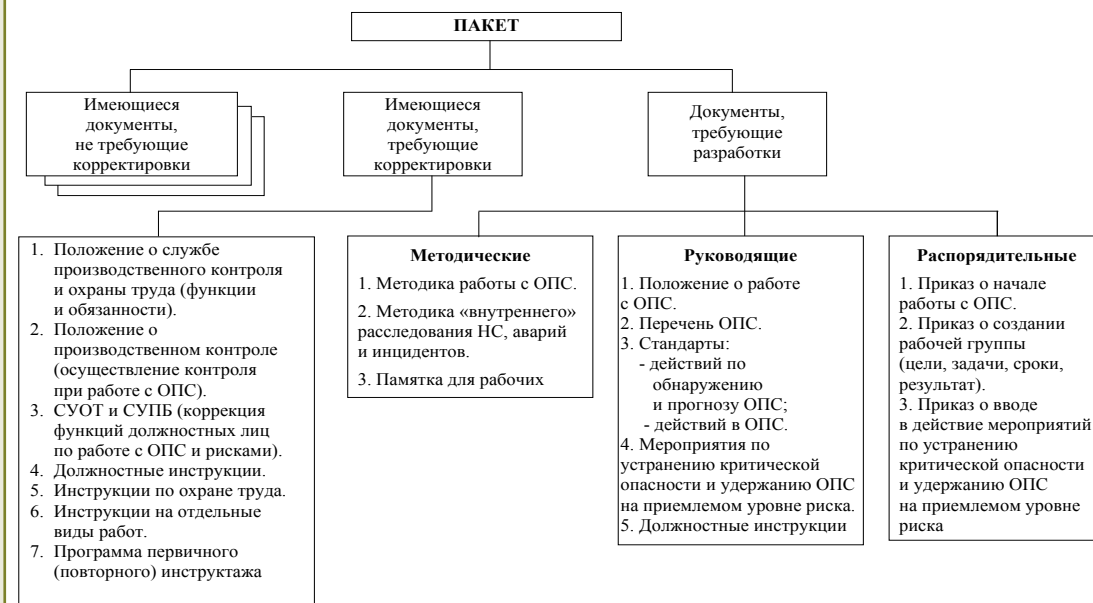 ПАКЕТ
Имеющиеся
документы,
не требующие
корректировки
Имеющиеся
документы,
требующие
корректировки
Документы,
требующие
разработки
1. Положение о службе
производственного контроля
и охраны труда (функции
и обязанности).
2. Положение о
производственном контроле
(осуществление контроля
при работе с ОПС).
3. СУОТ и СУПБ (коррекция
функций должностных лиц
по работе с ОПС и рисками).
4. Должностные инструкции.
5. Инструкции по охране труда.
6. Инструкции на отдельные
виды работ.
7. Программа первичного
(повторного) инструктажа
Методические
1. Методика работы с ОПС.
2. Методика «внутреннего»
расследования НС, аварий
и инцидентов.
3. Памятка для рабочих
Руководящие
1. Положение о работе
с ОПС.
2. Перечень ОПС.
3. Стандарты:
- действий по
обнаружению
и прогнозу ОПС;
- действий в ОПС.
4. Мероприятия по
устранению критической
опасности и удержанию ОПС
на приемлемом уровне риска.
5. Должностные инструкции
Распорядительные
1. Приказ о начале
работы с ОПС.
2. Приказ о создании
рабочей группы
(цели, задачи, сроки,
результат).
3. Приказ о вводе
в действие мероприятий
по устранению
критической опасности
и удержанию ОПС
на приемлемом уровне
риска